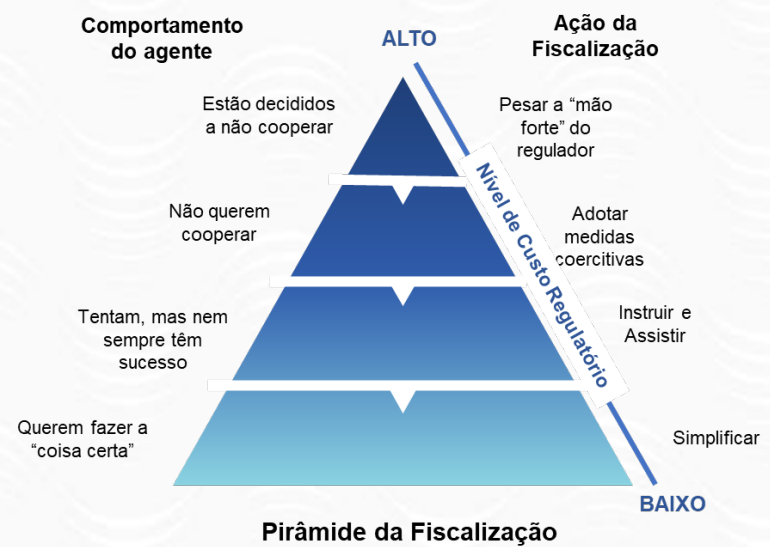 Comportamento
do agente
ALTO
Ação da
Fiscalização
Estão decididos
a não cooperar
Pesar a “mão
forte” do
regulador
Não querem
cooperar
Adotar
medidas
coercitivas
Nível de Custo Regulatório
Tentam, mas nem
sempre têm
sucesso
Instruir e
Assistir
Querem fazer a
“coisa certa”
Simplificar
BAIXO
Pirâmide da Fiscalização